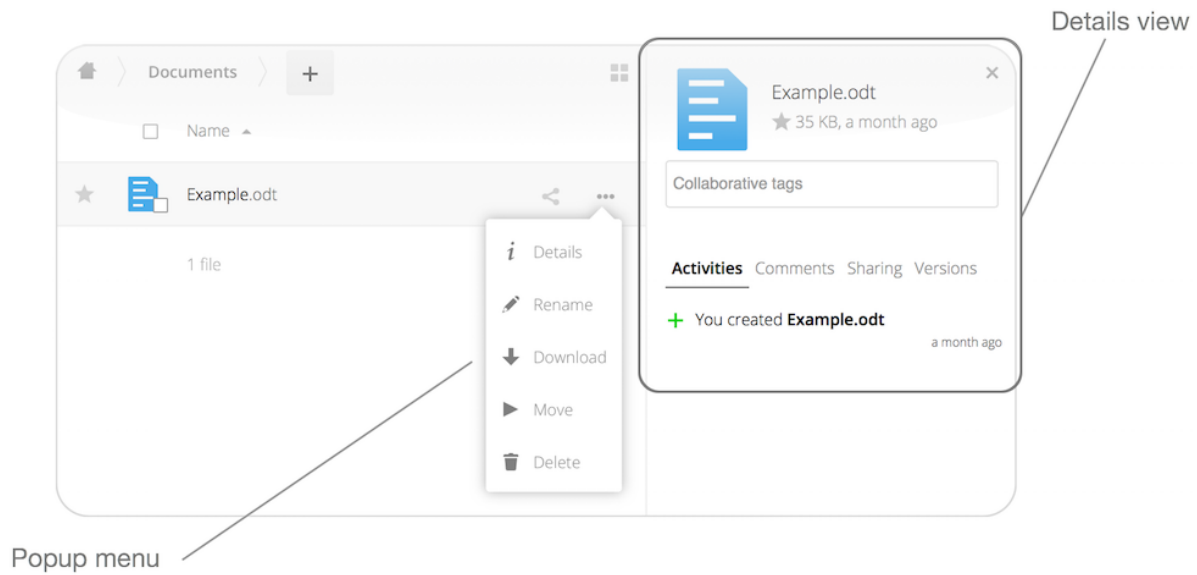 Details view
Documents
+
Example.odt
35 KB, a month ago
Name
Collaborative tags
Example.odt
1 file
Details
Rename
Download
Move
Delete
Activities Comments Sharing Versions
+ You created Example.odt
a month ago
Popup menu